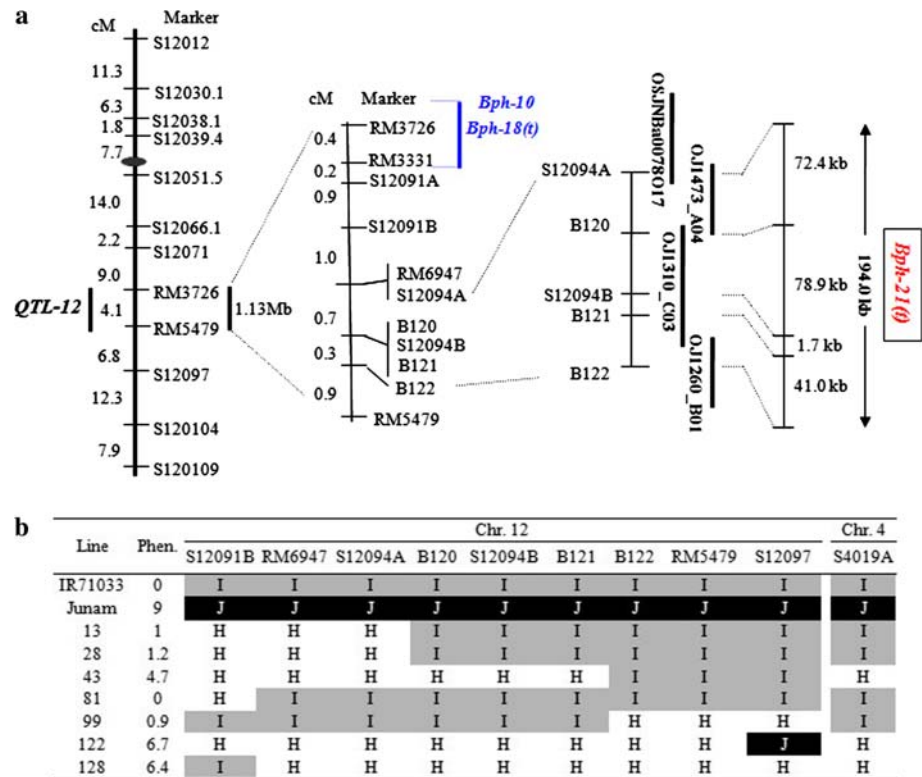 a
cM Marker
S12012
11.3
S12030.1
6.3
S12038.1
1.8
S12039.4
7.7
S12051.5
14.0
S12066.1
2.2
S12071
9.0
RM3726
QTL-12 4.1 1.13Mb
RM5479
6.8
S12097
12.3
S120104
7.9
S120109
cM Marker
Bph-10
Bph-18(t)
RM3726
0.4
RM3331
0.2
S12091A
0.9
S12091B
1.0
RM6947
S12094A
0.7
B120
S12094B
0.3
B121
B122
0.9
RM5479
S12094A
B120
S12094B
B121
B122
OSJNBa0078O17
OJ1473_A04
OJ1310_C03
OJ1260_B01
72.4 kb
78.9 kb
1.7 kb
41.0 kb
194.0 kb
Bph-21(t)
b
Chr. 12 Chr. 4
Line Phen. S12091B RM6947 S12094A B120 S12094B B121 B122 RM5479 S12097 S4019A
IR71033 0 I I I I I I I I I I
Junam 9 J J J J J J J J J J
13 1 H H H I I I I I I I
28 1.2 H H H I I I I I I I
43 4.7 H H H H H H I I I H
81 0 H I I I I I I I I I
99 0.9 I I I I I I H H H I
122 6.7 H H H H H H H H J H
128 6.4 I H H H H H H H H H